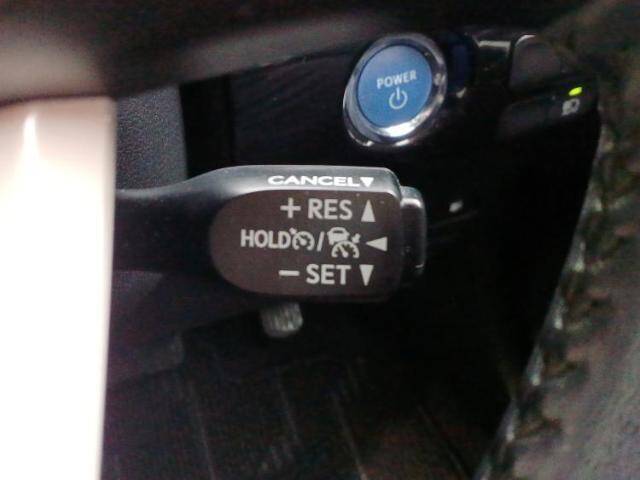 POWER
CANCEL▼
+ RES ▲
HOLD / ◀
− SET ▼